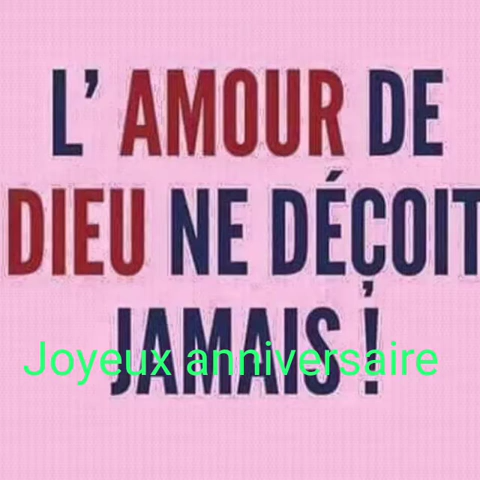 L’ AMOUR DE
DIEU NE DÉÇOIT
JAMAIS !
Joyeux anniversaire